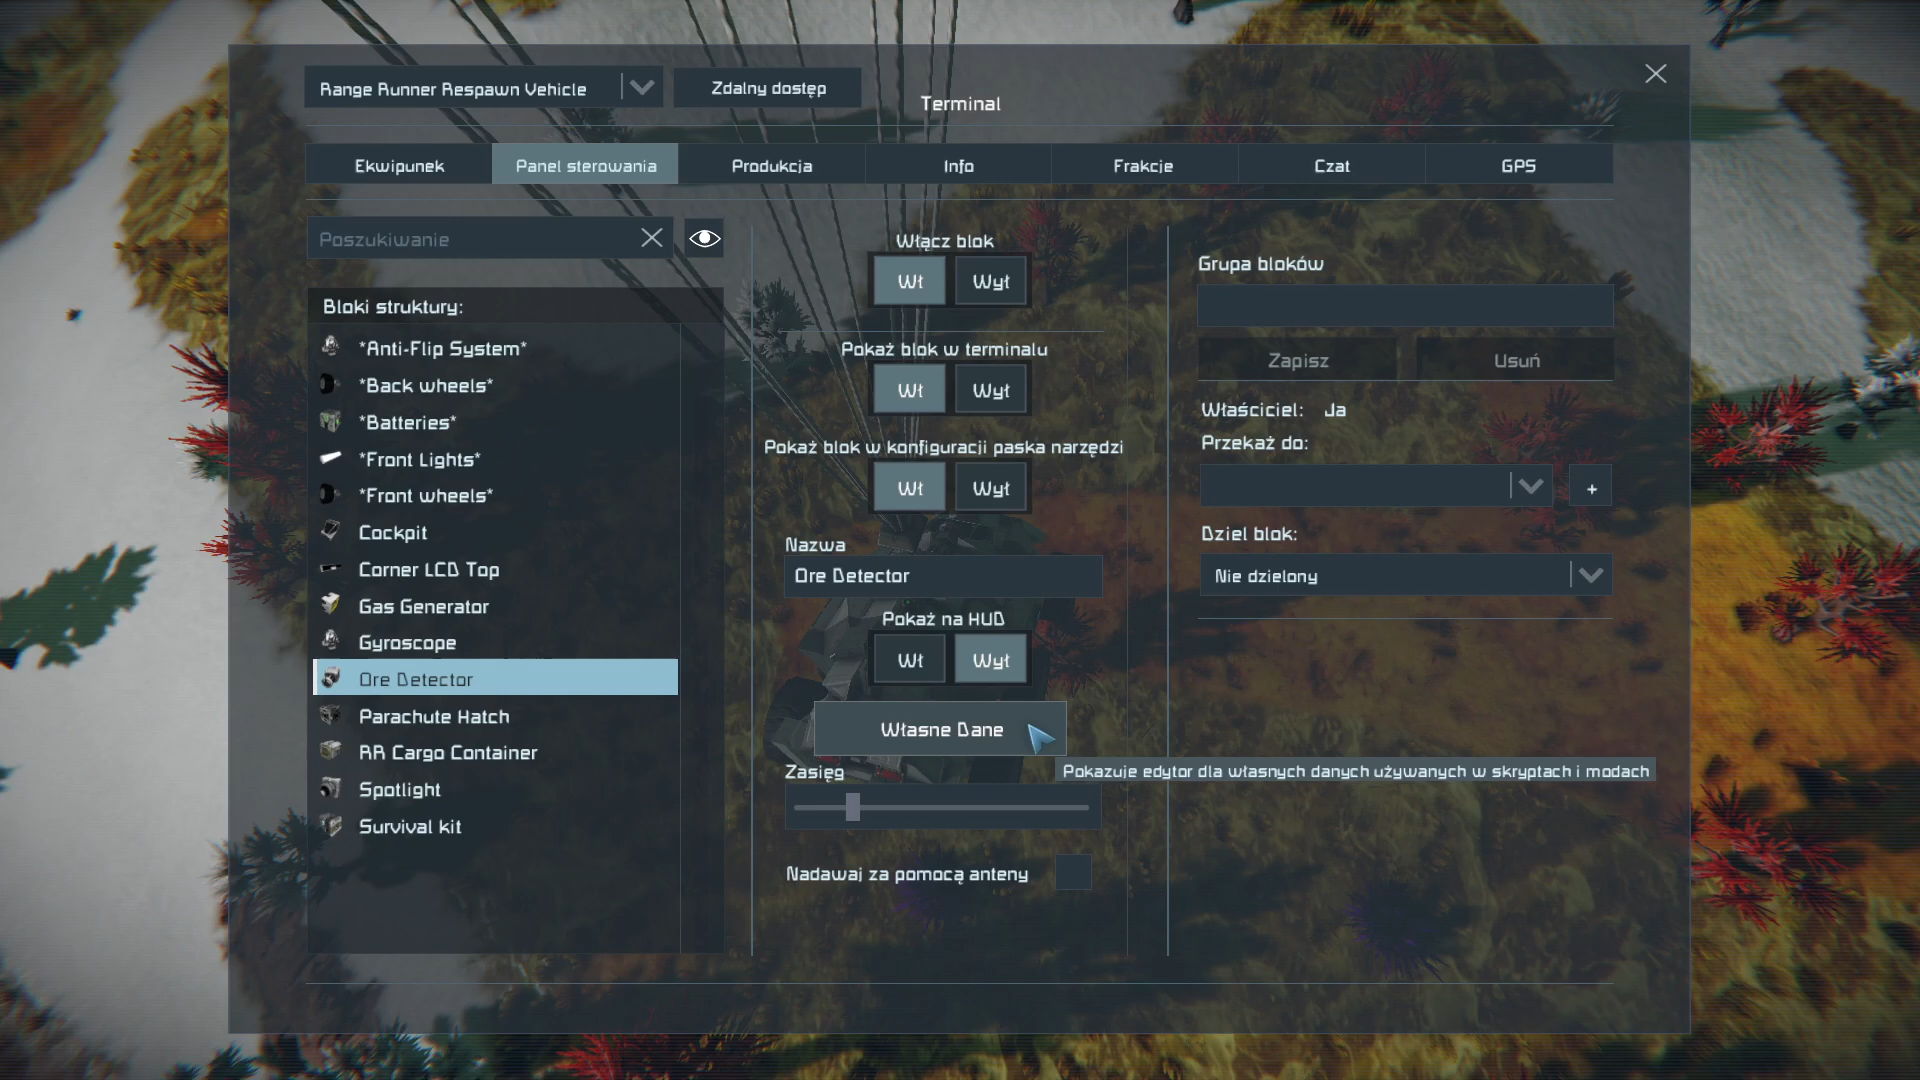 Range Runner Respawn Vehicle
Zdalny dostęp
Terminal
Ekwipunek
Panel sterowania
Produkcja
Info
Frakcje
Czat
GPS
Poszukiwanie
Bloki struktury:
*Anti-Flip System*
*Back wheels*
*Batteries*
*Front Lights*
*Front wheels*
Cockpit
Corner LCD Top
Gas Generator
Gyroscope
Ore Detector
Parachute Hatch
RR Cargo Container
Spotlight
Survival kit
Włącz blok
Wł Wył
Pokaż blok w terminalu
Wł Wył
Pokaż blok w konfiguracji paska narzędzi
Wł Wył
Nazwa
Ore Detector
Pokaż na HUD
Wł Wył
Własne Dane
Pokazuje edytor dla własnych danych używanych w skryptach i modach
Zasięg
Nadawaj za pomocą anteny
Grupa bloków
Zapisz
Usuń
Właściciel: Ja
Przekaż do:
+
Dziel blok:
Nie dzielony